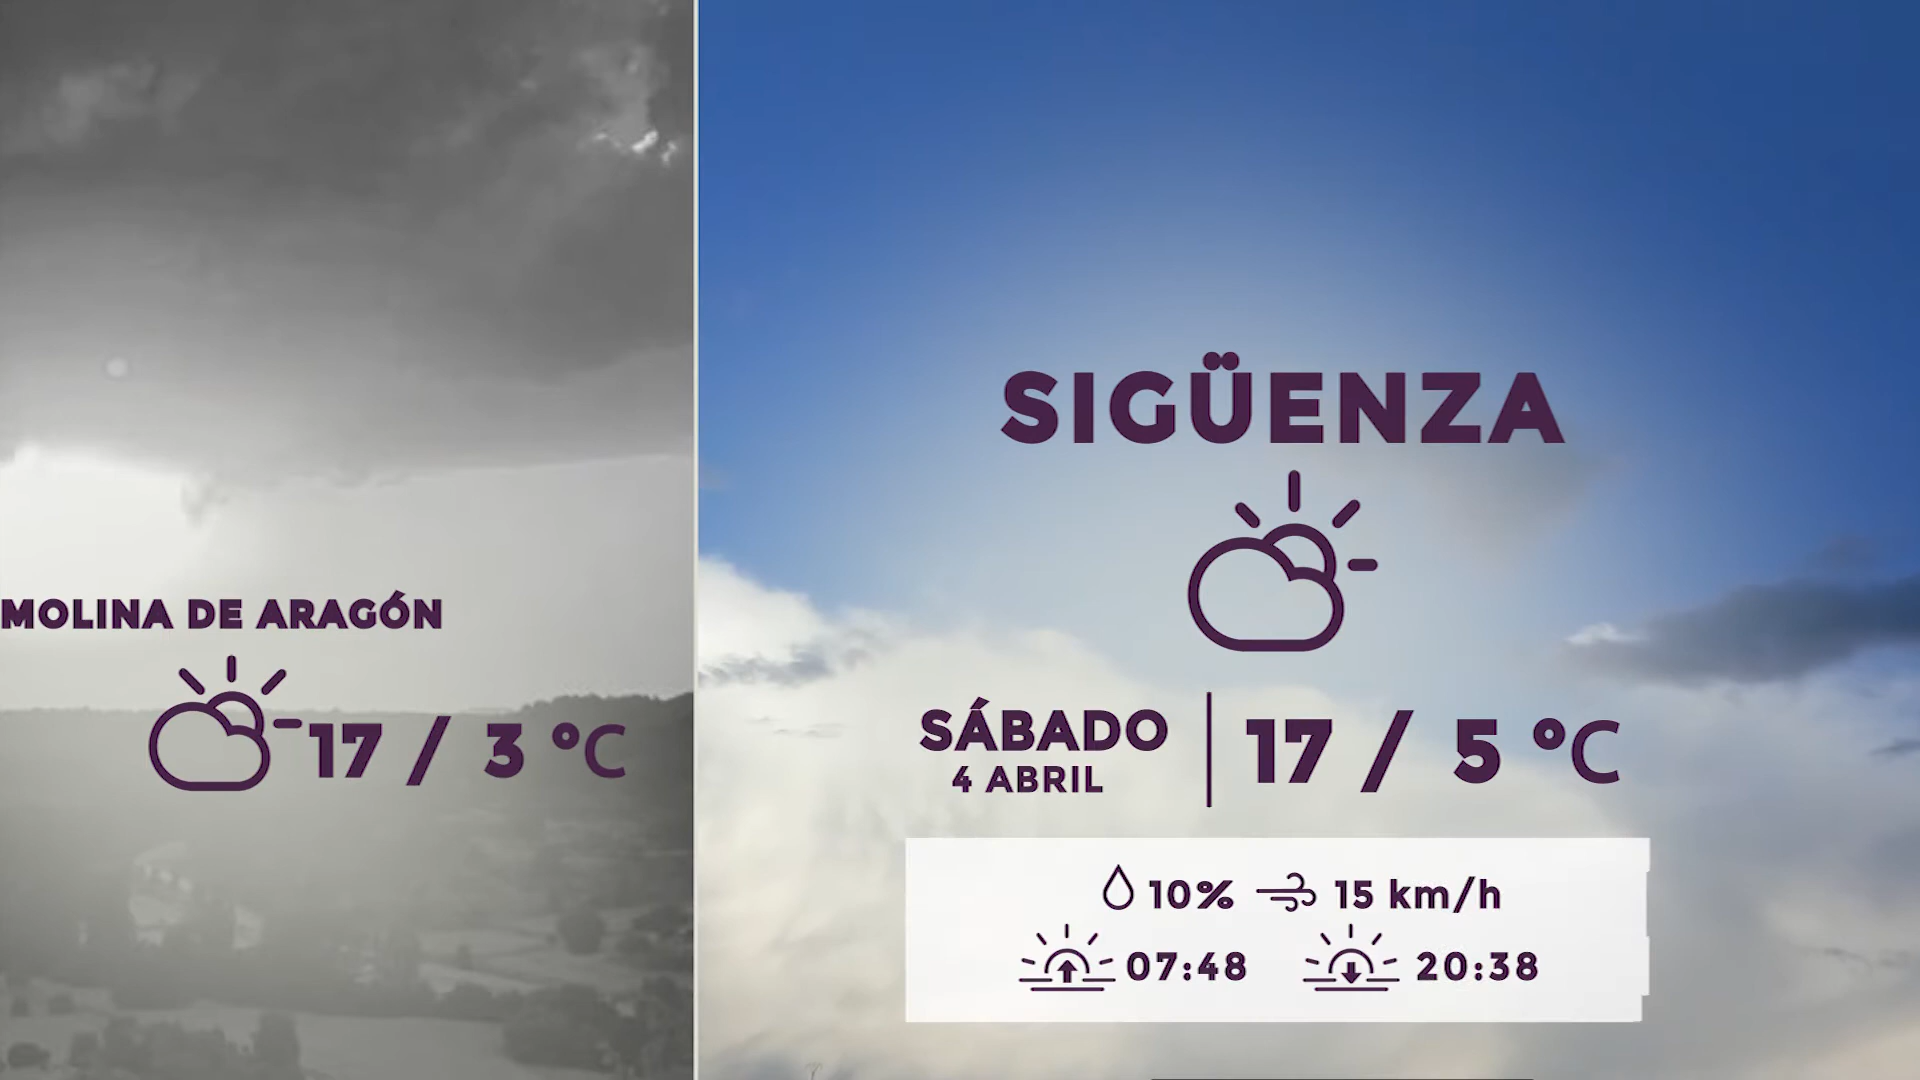 MOLINA DE ARAGÓN
17 / 3 °C
SIGÜENZA
SÁBADO
4 ABRIL
17 / 5 °C
10% 15 km/h
07:48 20:38